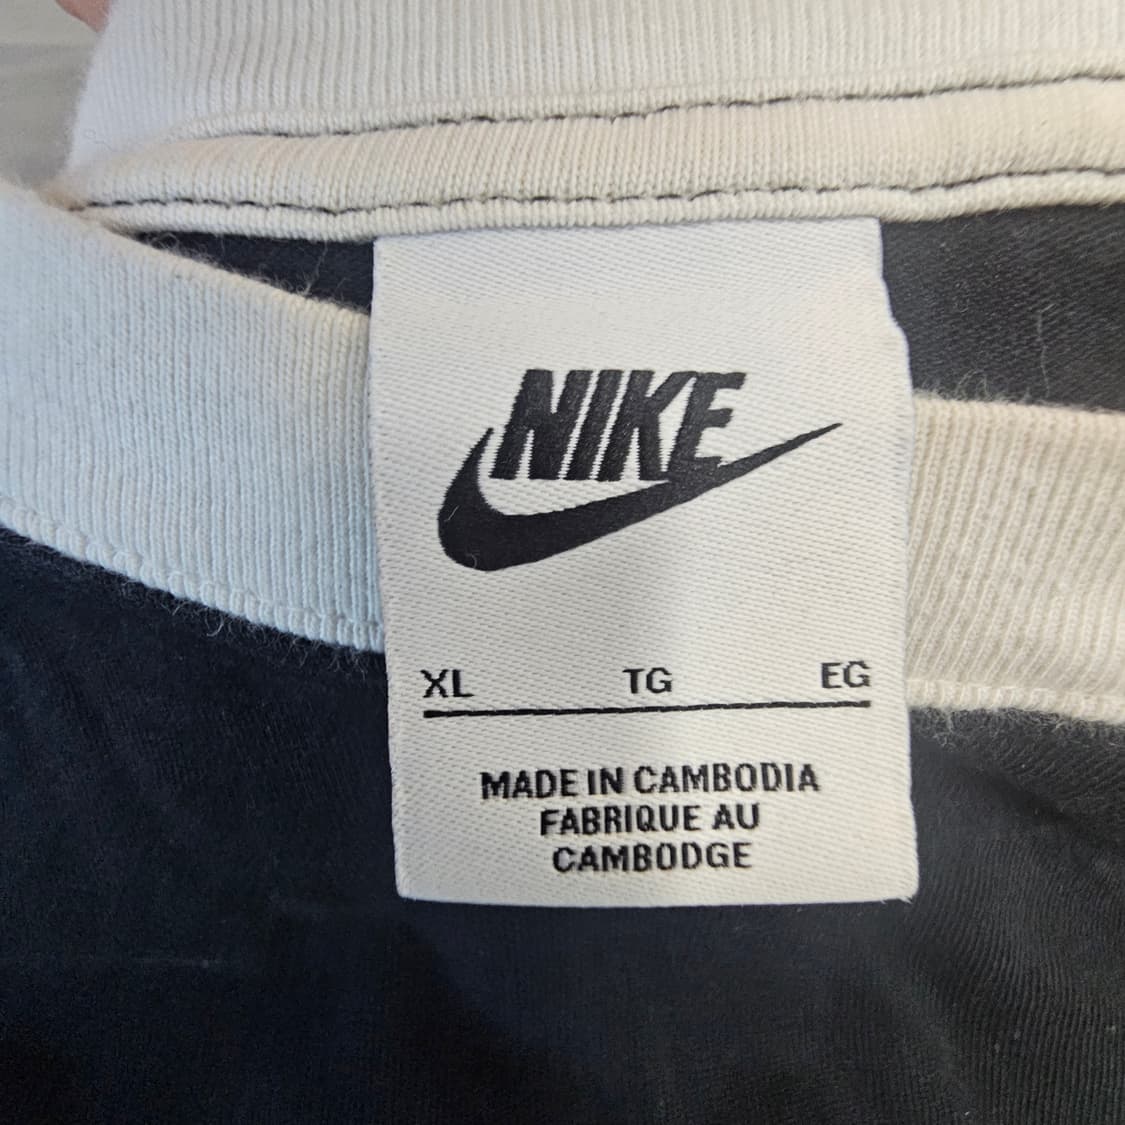 NIKE
XL TG EG
MADE IN CAMBODIA
FABRIQUE AU
CAMBODGE